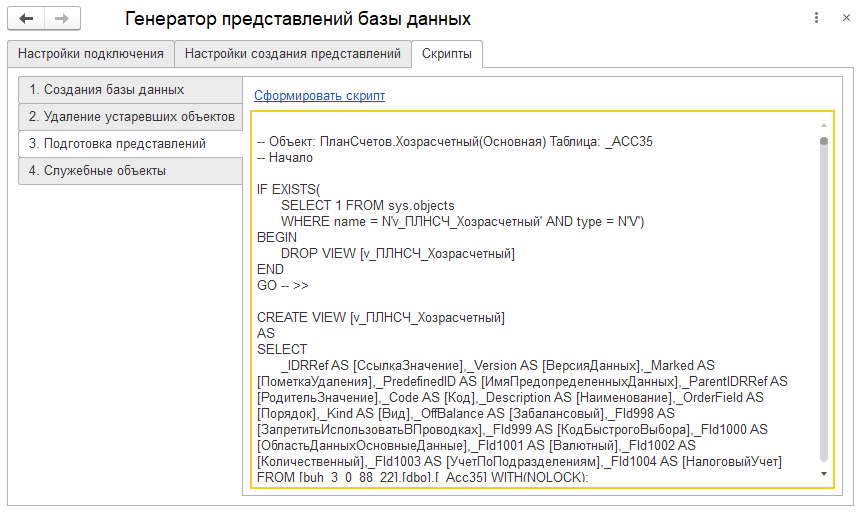 Генератор представлений базы данных
Настройки подключения
Настройки создания представлений
Скрипты
1. Создания базы данных
2. Удаление устаревших объектов
3. Подготовка представлений
4. Служебные объекты
Сформировать скрипт
-- Объект: ПланСчетов.Хозрасчетный(Основная) Таблица: _ACC35
-- Начало
IF EXISTS(
SELECT 1 FROM sys.objects
WHERE name = N'v_ПЛНСЧ_Хозрасчетный' AND type = N'V')
BEGIN
DROP VIEW [v_ПЛНСЧ_Хозрасчетный]
END
GO -- >>
CREATE VIEW [v_ПЛНСЧ_Хозрасчетный]
AS
SELECT
_IDRRef AS [СсылкаЗначение],_Version AS [ВерсияДанных],_Marked AS
[ПометкаУдаления],_PredefinedID AS [ИмяПредопределенныхДанных],_ParentIDRRef AS
[РодительЗначение],_Code AS [Код],_Description AS [Наименование],_OrderField AS
[Порядок],_Kind AS [Вид],_OffBalance AS [Забалансовый],_Fld998 AS
[ЗапретитьИспользоватьВПроводках],_Fld999 AS [КодБыстрогоВыбора],_Fld1000 AS
[ОбластьДанныхОсновныеДанные],_Fld1001 AS [Валютный],_Fld1002 AS
[Количественный],_Fld1003 AS [УчетПоПодразделениям],_Fld1004 AS [НалоговыйУчет]
FROM [buh_3_0_88_22].[dbo].[_Acc35] WITH(NOLOCK);